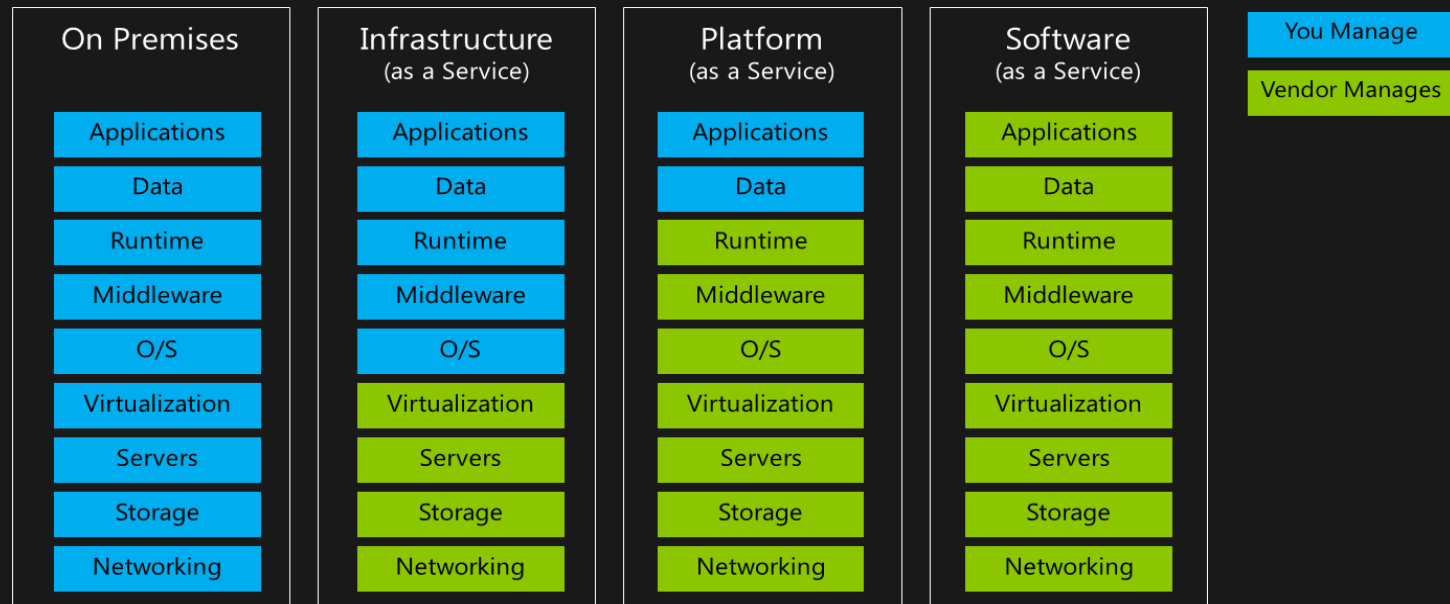 On Premises
Applications
Data
Runtime
Middleware
O/S
Virtualization
Servers
Storage
Networking
Infrastructure
(as a Service)
Applications
Data
Runtime
Middleware
O/S
Virtualization
Servers
Storage
Networking
Platform
(as a Service)
Applications
Data
Runtime
Middleware
O/S
Virtualization
Servers
Storage
Networking
Software
(as a Service)
Applications
Data
Runtime
Middleware
O/S
Virtualization
Servers
Storage
Networking
You Manage
Vendor Manages